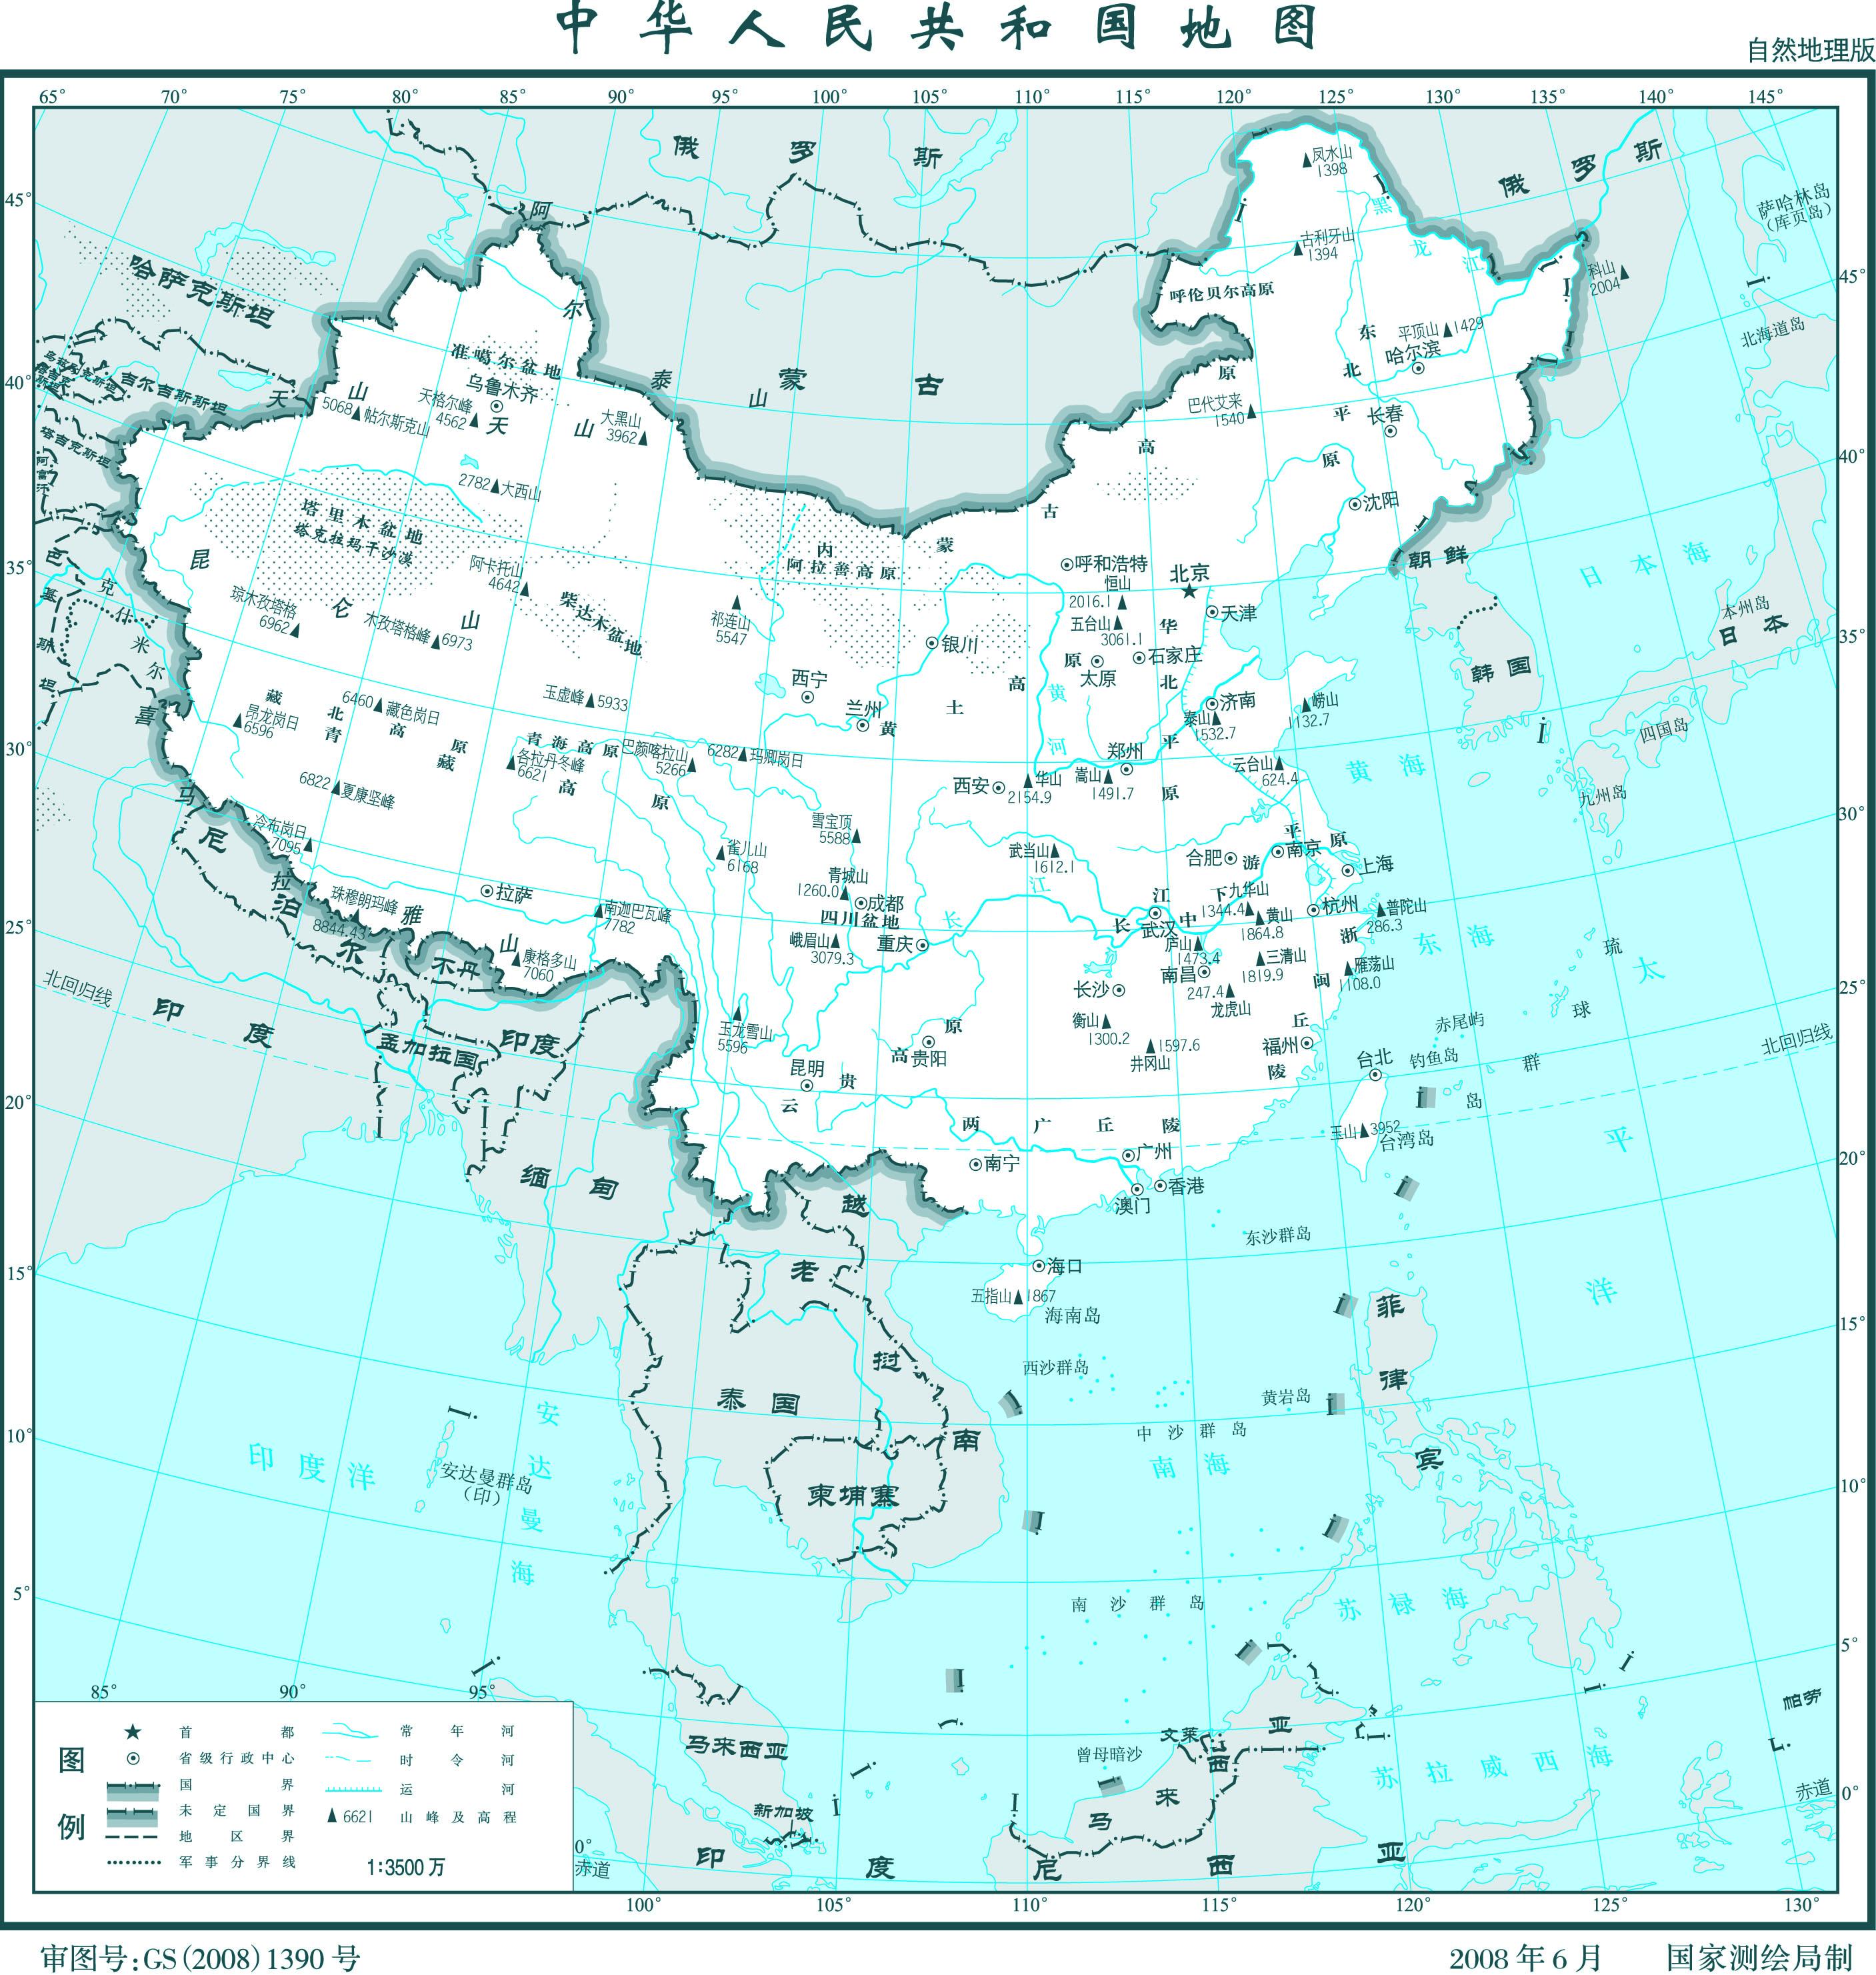 中华人民共和国地图
自然地理版
65° 70° 75° 80° 85° 90° 95° 100° 105° 110° 115° 120° 125° 130° 135° 140° 145°
俄罗斯
俄罗斯
萨哈林岛
（库页岛）
凤水山
1398
黑龙江
古利牙山
1394
科山
2004
45°
45°
阿尔泰山
哈萨克斯坦
呼伦贝尔高原
北海道岛
东北平原
平顶山 1429
哈尔滨
准噶尔盆地
乌鲁木齐
蒙古
40°
吉尔吉斯斯坦
天山
5068 帖尔斯克山
天格尔峰
4562
天山
大黑山
3962
巴代艾来
1540
长春
塔吉克斯坦
阿富汗
40°
2782 大西山
沈阳
塔里木盆地
塔克拉玛干沙漠
内蒙古高原
阿拉善高原
朝鲜
日本海
35°
巴基斯坦
克什米尔
昆仑山
阿卡托山
4642
柴达木盆地
祁连山
5547
呼和浩特
恒山
2016.1
北京
天津
五台山
3061.1
华北平原
本州岛
日本
35°
琼木孜塔格
6962
木孜塔格峰 6973
银川
太原
石家庄
韩国
西宁
兰州
黄土高原
黄河
济南
泰山
1532.7
崂山
1132.7
四国岛
喜马拉雅山
藏北高原
昂龙岗日
6596
6460 藏色岗日
玉虚峰 5933
青藏高原
青海高原
各拉丹冬峰
6621
巴颜喀拉山
5266
6282 玛卿岗日
郑州
西安
华山
2154.9
嵩山
1491.7
云台山
624.4
黄海
九州岛
30°
30°
6822 夏康坚峰
冷布岗日
7095
雪宝顶
5588
武当山
1612.1
合肥
南京
上海
长江中下游平原
雀儿山
6168
青城山
1260.0
成都
四川盆地
尼泊尔
珠穆朗玛峰
8844.43
拉萨
南迦巴瓦峰
7782
峨眉山
3079.3
重庆
长江
武汉
九华山
1344.4
黄山
1864.8
杭州
普陀山
286.3
25°
不丹
康格多山
7060
庐山
1473.4
南昌
三清山
1819.9
浙闽丘陵
雁荡山
1108.0
东海
琉球群岛
太平洋
25°
北回归线
印度
孟加拉国
印度
玉龙雪山
5596
长沙
247.4
龙虎山
衡山
1300.2
1597.6
井冈山
福州
台北
赤尾屿
钓鱼岛
北回归线
云贵高原
昆明
贵阳
20°
缅甸
两广丘陵
南宁
广州
香港
澳门
玉山 3952
台湾岛
20°
越南
老挝
海口
五指山 1867
海南岛
东沙群岛
15°
15°
西沙群岛
黄岩岛
中沙群岛
南海
菲律宾
泰国
柬埔寨
10°
10°
印度洋
安达曼群岛
（印）
安达曼海
南沙群岛
苏禄海
5°
5°
85° 90° 95°
马来西亚
文莱
曾母暗沙
马来西亚
苏拉威西海
帕劳
新加坡
赤道
0°
0°
赤道
印度尼西亚
图例
首都
省级行政中心
国界
未定国界
地区界
军事分界线
常年河
时令河
运河
6621 山峰及高程
1:3500 万
100° 105° 110° 115° 120° 125° 130°
审图号:GS(2008)1390 号
2008 年 6 月 国家测绘局制